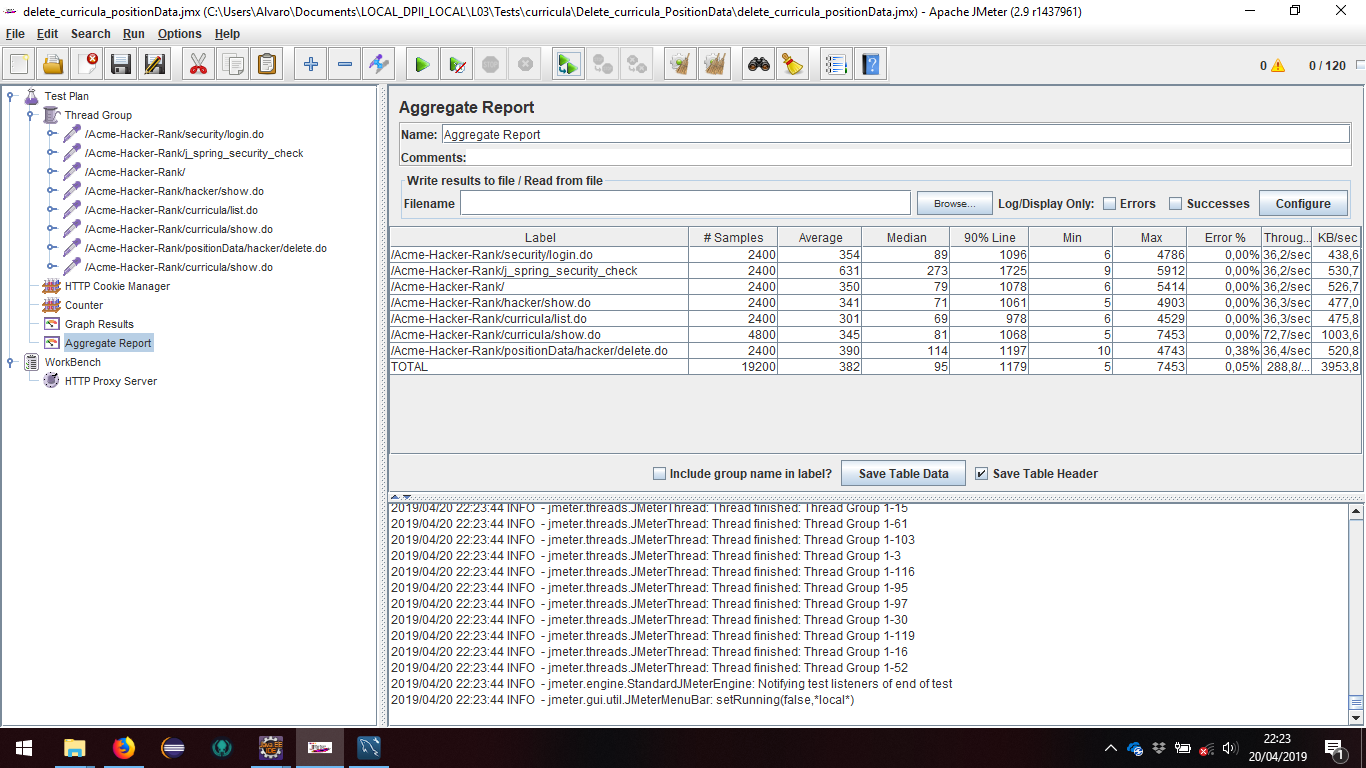 delete_curricula_positionData.jmx (C:\Users\Alvaro\Documents\LOCAL_DPII_LOCAL\L03\Tests\curricula\Delete_curricula_PositionData\delete_curricula_positionData.jmx) - Apache JMeter (2.9 r1437961)
File Edit Search Run Options Help
0 0 / 120
Test Plan
Thread Group
/Acme-Hacker-Rank/security/login.do
/Acme-Hacker-Rank/j_spring_security_check
/Acme-Hacker-Rank/
/Acme-Hacker-Rank/hacker/show.do
/Acme-Hacker-Rank/curricula/list.do
/Acme-Hacker-Rank/curricula/show.do
/Acme-Hacker-Rank/positionData/hacker/delete.do
/Acme-Hacker-Rank/curricula/show.do
HTTP Cookie Manager
Counter
Graph Results
Aggregate Report
WorkBench
HTTP Proxy Server
Aggregate Report
Name: Aggregate Report
Comments:
Write results to file / Read from file
Filename Browse... Log/Display Only: Errors Successes Configure
Label # Samples Average Median 90% Line Min Max Error % Throug... KB/sec
/Acme-Hacker-Rank/security/login.do 2400 354 89 1096 6 4786 0,00% 36,2/sec 438,6
/Acme-Hacker-Rank/j_spring_security_check 2400 631 273 1725 9 5912 0,00% 36,2/sec 530,7
/Acme-Hacker-Rank/ 2400 350 79 1078 6 5414 0,00% 36,2/sec 526,7
/Acme-Hacker-Rank/hacker/show.do 2400 341 71 1061 5 4903 0,00% 36,3/sec 477,0
/Acme-Hacker-Rank/curricula/list.do 2400 301 69 978 6 4529 0,00% 36,3/sec 475,8
/Acme-Hacker-Rank/curricula/show.do 4800 345 81 1068 5 7453 0,00% 72,7/sec 1003,6
/Acme-Hacker-Rank/positionData/hacker/delete.do 2400 390 114 1197 10 4743 0,38% 36,4/sec 520,8
TOTAL 19200 382 95 1179 5 7453 0,05% 288,8/... 3953,8
Include group name in label? Save Table Data Save Table Header
2019/04/20 22:23:44 INFO - jmeter.threads.JMeterThread: Thread finished: Thread Group 1-15
2019/04/20 22:23:44 INFO - jmeter.threads.JMeterThread: Thread finished: Thread Group 1-61
2019/04/20 22:23:44 INFO - jmeter.threads.JMeterThread: Thread finished: Thread Group 1-103
2019/04/20 22:23:44 INFO - jmeter.threads.JMeterThread: Thread finished: Thread Group 1-3
2019/04/20 22:23:44 INFO - jmeter.threads.JMeterThread: Thread finished: Thread Group 1-116
2019/04/20 22:23:44 INFO - jmeter.threads.JMeterThread: Thread finished: Thread Group 1-95
2019/04/20 22:23:44 INFO - jmeter.threads.JMeterThread: Thread finished: Thread Group 1-97
2019/04/20 22:23:44 INFO - jmeter.threads.JMeterThread: Thread finished: Thread Group 1-30
2019/04/20 22:23:44 INFO - jmeter.threads.JMeterThread: Thread finished: Thread Group 1-119
2019/04/20 22:23:44 INFO - jmeter.threads.JMeterThread: Thread finished: Thread Group 1-16
2019/04/20 22:23:44 INFO - jmeter.threads.JMeterThread: Thread finished: Thread Group 1-52
2019/04/20 22:23:44 INFO - jmeter.engine.StandardJMeterEngine: Notifying test listeners of end of test
2019/04/20 22:23:44 INFO - jmeter.gui.util.JMeterMenuBar: setRunning(false,*local*)
22:23
20/04/2019
1